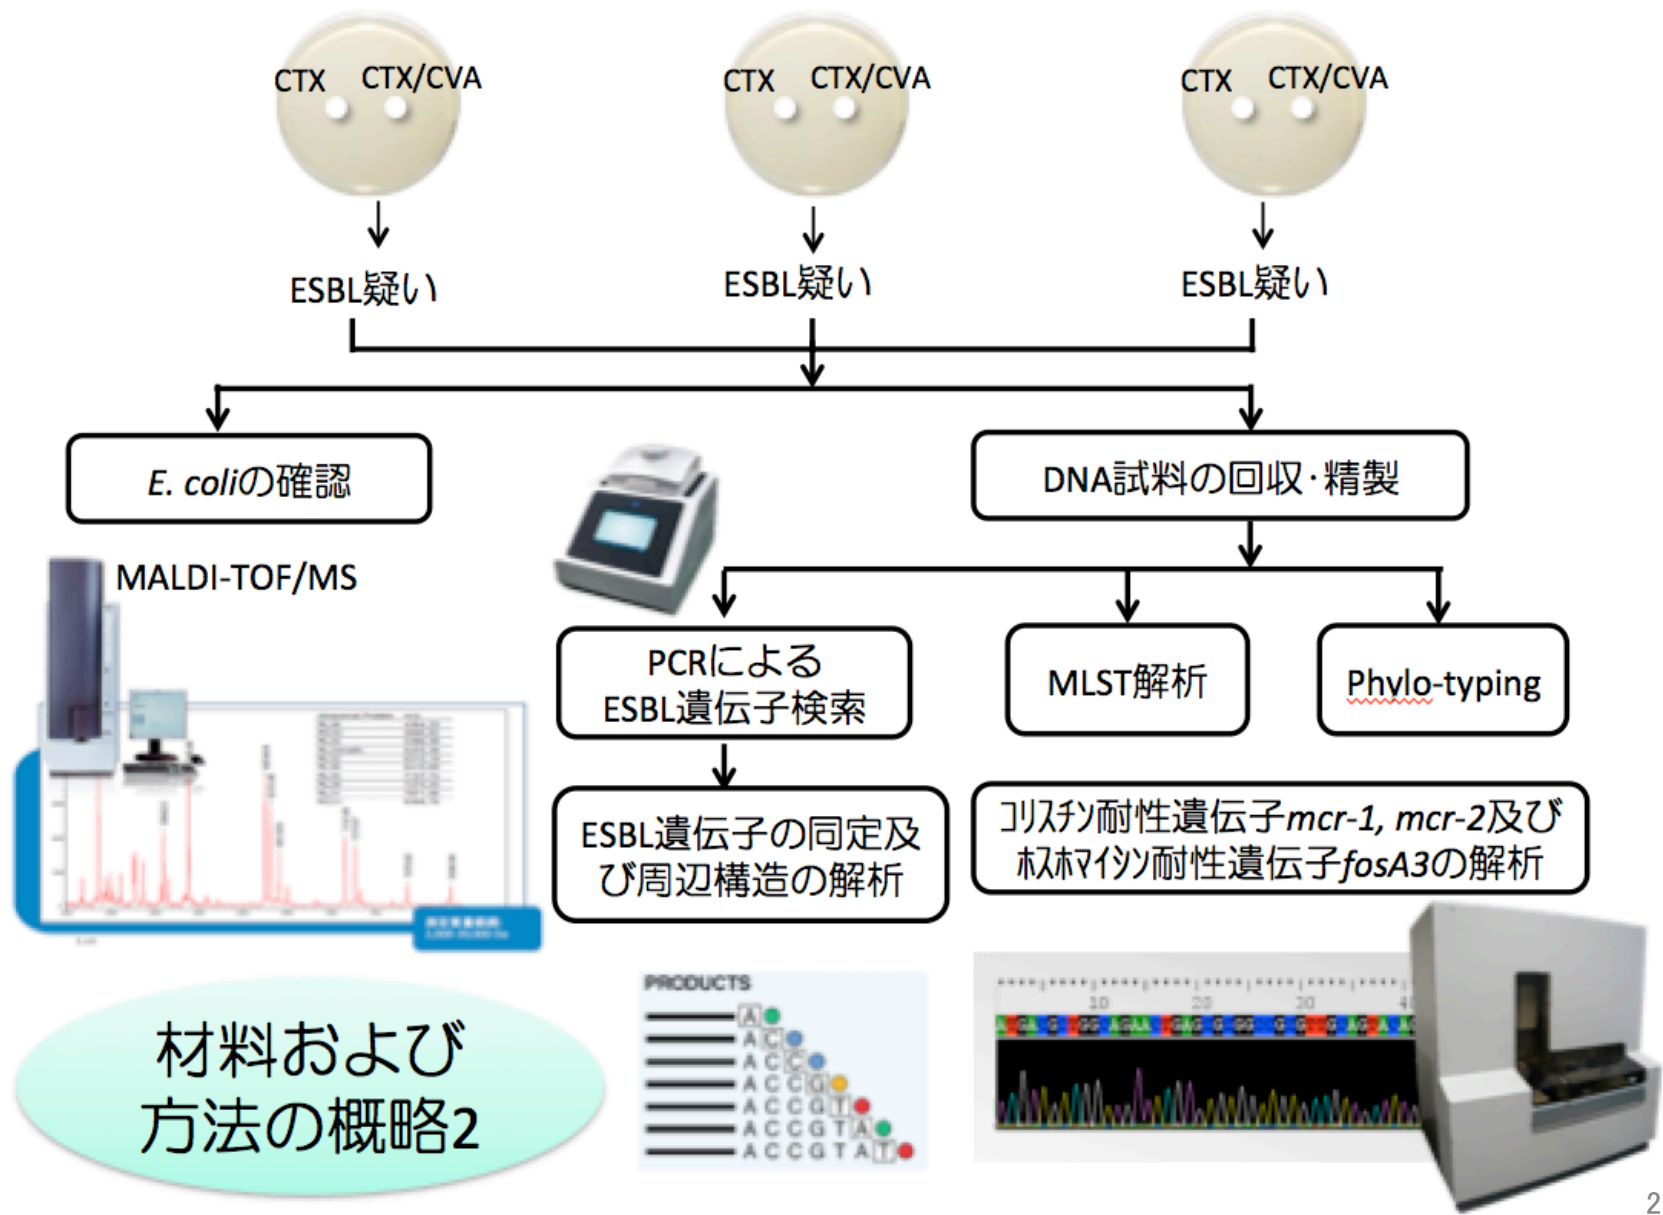 CTX CTX/CVA
CTX CTX/CVA
CTX CTX/CVA
ESBL疑い
ESBL疑い
ESBL疑い
E. coliの確認
DNA試料の回収･精製
MALDI-TOF/MS
PCRによる
ESBL遺伝子検索
MLST解析
Phylo-typing
ESBL遺伝子の同定及
び周辺構造の解析
ｺﾘｽﾁﾝ耐性遺伝子mcr-1, mcr-2及び
ﾎｽﾎﾏｲｼﾝ耐性遺伝子fosA3の解析
材料および
方法の概略2
PRODUCTS
A
A C
A C C
A C C G
A C C G T
A C C G T A
A C C G T A T
10 20 30
2